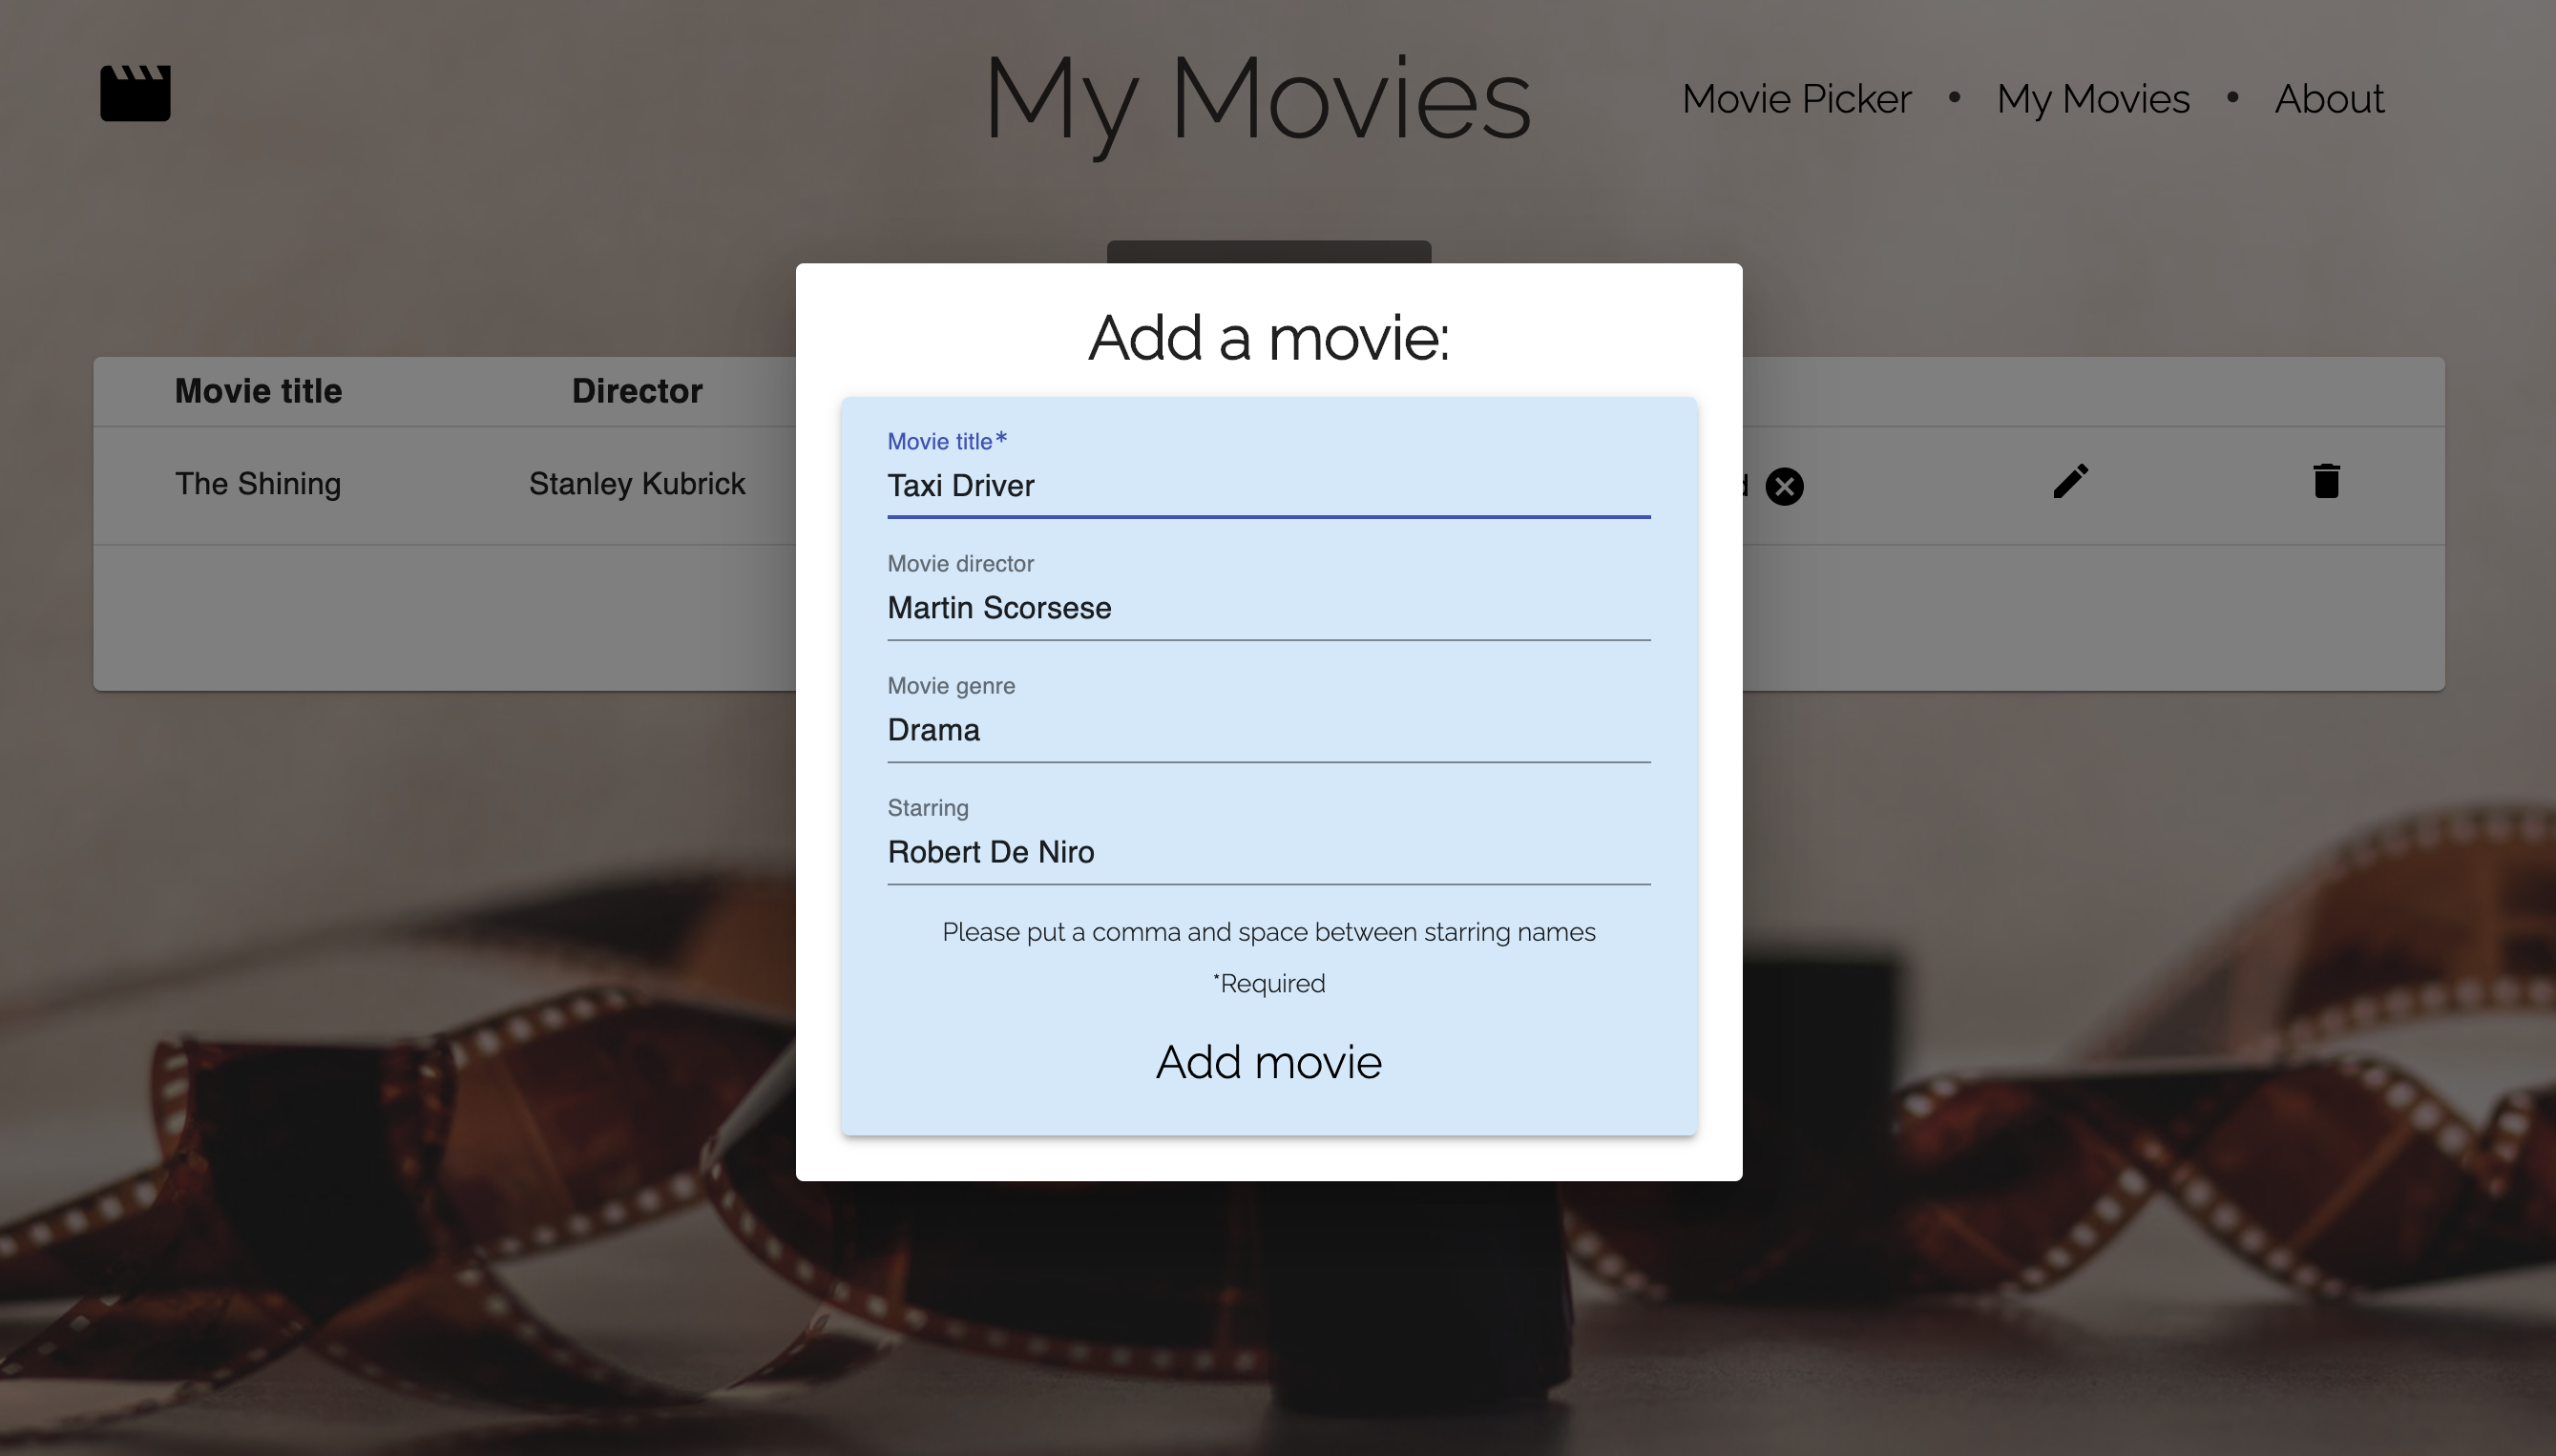 My Movies
Movie Picker • My Movies • About
Add a movie:
Movie title Director
The Shining Stanley Kubrick
Movie title*
Taxi Driver
Movie director
Martin Scorsese
Movie genre
Drama
Starring
Robert De Niro
Please put a comma and space between starring names
*Required
Add movie